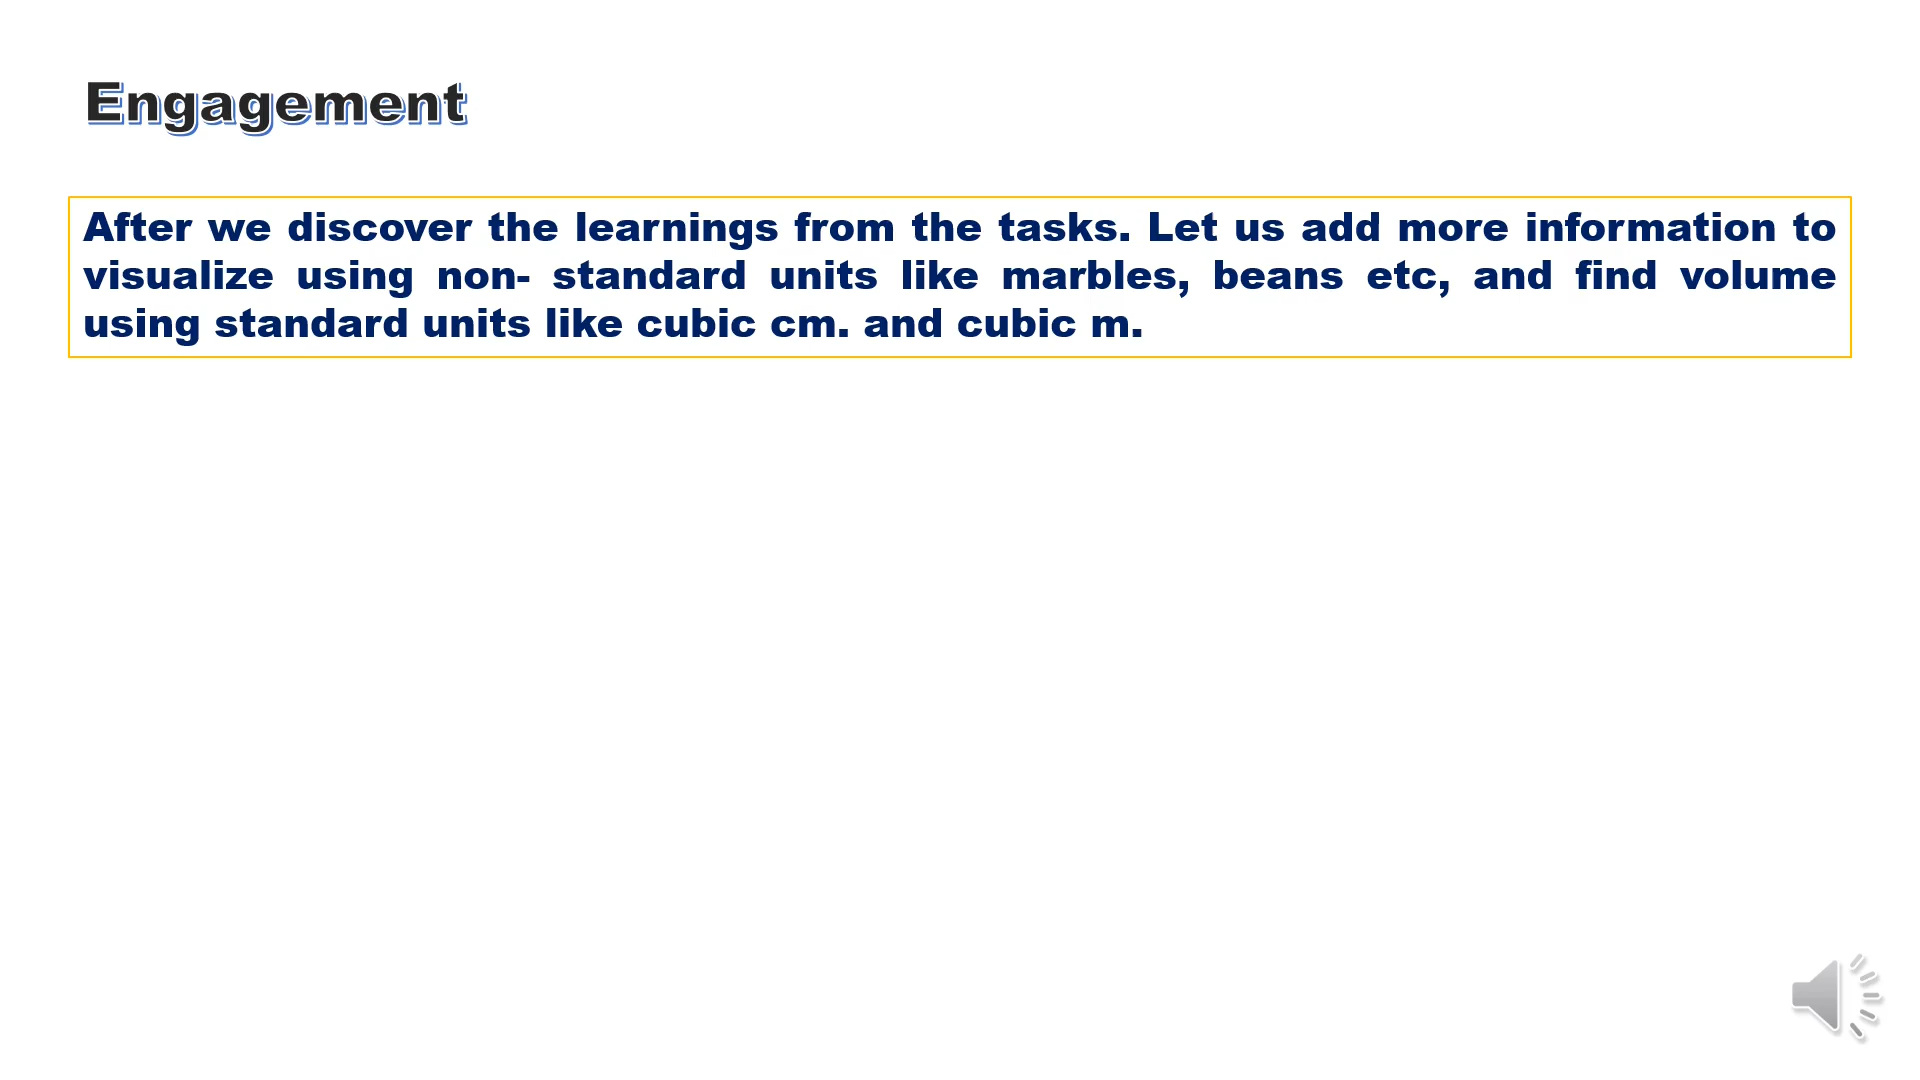 Engagement
After we discover the learnings from the tasks. Let us add more information to
visualize using non- standard units like marbles, beans etc, and find volume
using standard units like cubic cm. and cubic m.